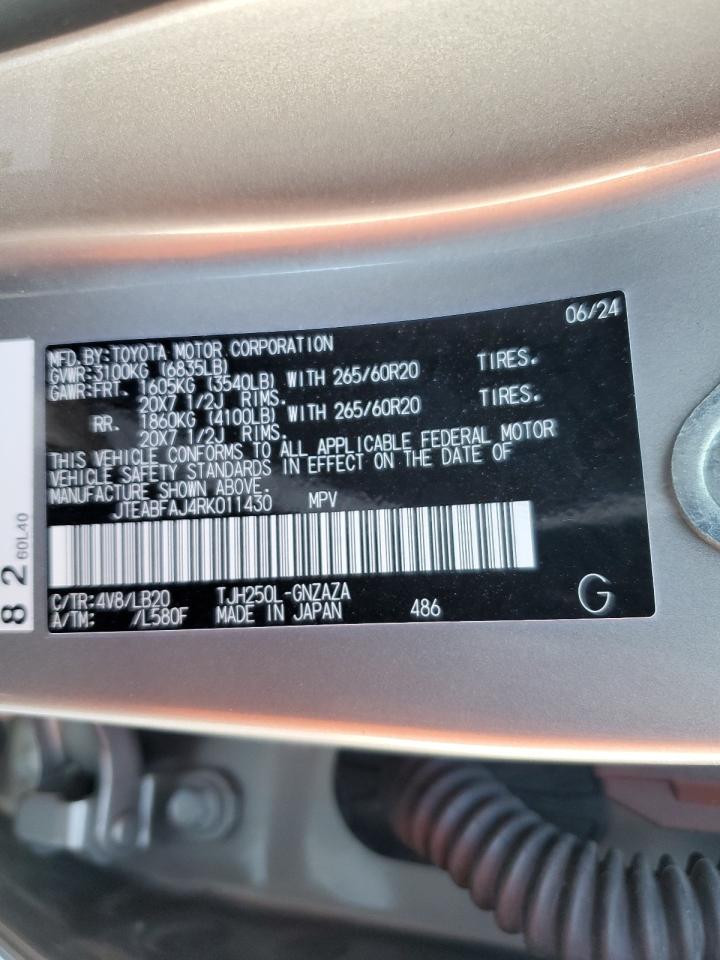 06/24
MFD. BY: TOYOTA MOTOR CORPORATION
GVWR: 3100KG (6835LB)
GAWR: FRT. 1605KG (3540LB) WITH 265/60R20 TIRES.
20X7 1/2J RIMS.
RR. 1860KG (4100LB) WITH 265/60R20 TIRES.
20X7 1/2J RIMS.
THIS VEHICLE CONFORMS TO ALL APPLICABLE FEDERAL MOTOR
VEHICLE SAFETY STANDARDS IN EFFECT ON THE DATE OF
MANUFACTURE SHOWN ABOVE.
JTEABFAJ4RK011430 MPV
C/TR: 4V8/LB20 TJH250L-GNZAZA
A/TM: /L580F MADE IN JAPAN 486 G
8 2 60L40